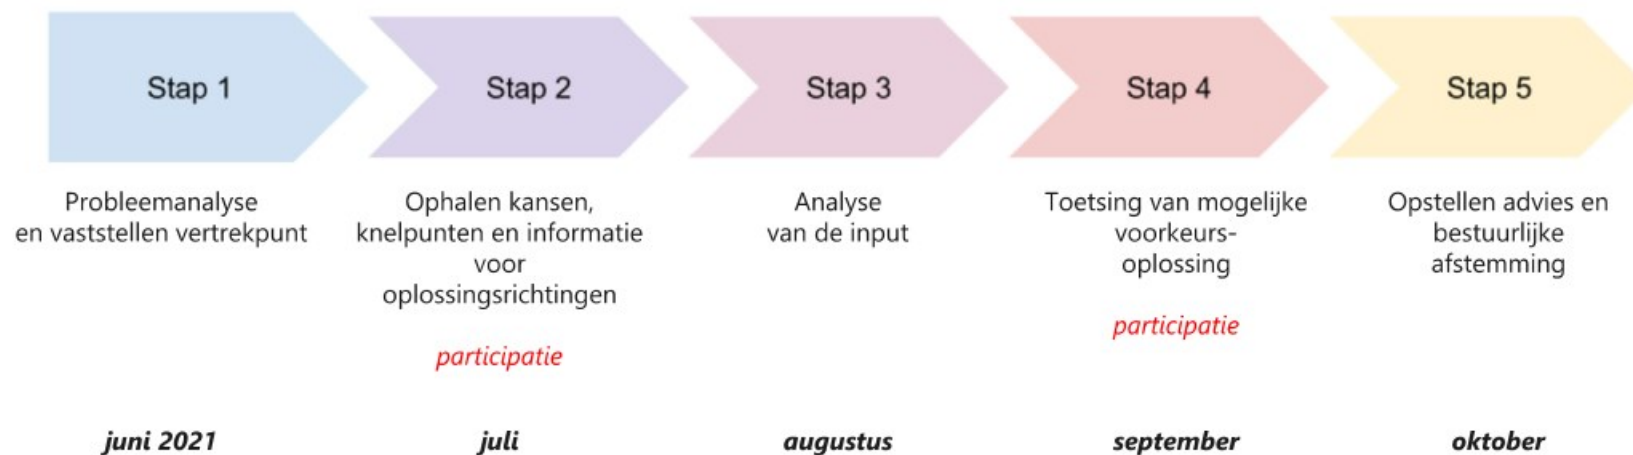 Stap 1
Stap 2
Stap 3
Stap 4
Stap 5
Probleemanalyse
en vaststellen vertrekpunt
Ophalen kansen,
knelpunten en informatie
voor
oplossingsrichtingen
participatie
Analyse
van de input
Toetsing van mogelijke
voorkeurs-
oplossing
participatie
Opstellen advies en
bestuurlijke
afstemming
juni 2021
juli
augustus
september
oktober